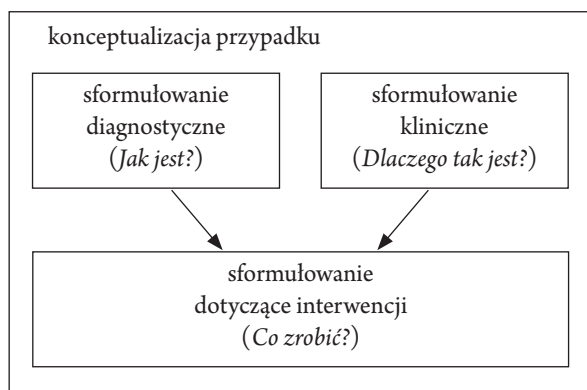 konceptualizacja przypadku
sformułowanie
diagnostyczne
(Jak jest?)
sformułowanie
kliniczne
(Dlaczego tak jest?)
sformułowanie
dotyczące interwencji
(Co zrobić?)